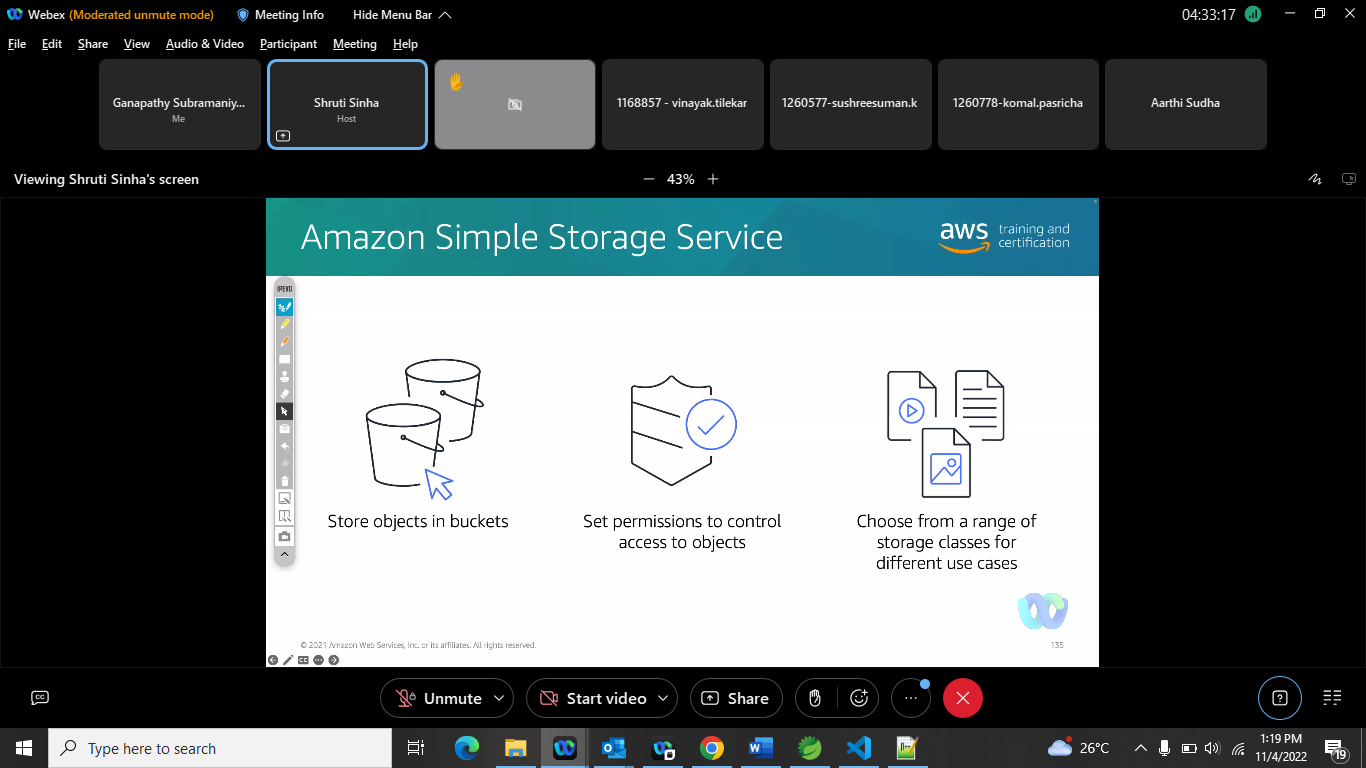 Webex (Moderated unmute mode) Meeting Info Hide Menu Bar 04:33:17
File Edit Share View Audio & Video Participant Meeting Help
Ganapathy Subramaniy...
Me
Shruti Sinha
Host
1168857 - vinayak.tilekar
1260577-sushreesuman.k
1260778-komal.pasricha
Aarthi Sudha
Viewing Shruti Sinha's screen
43%
Amazon Simple Storage Service
aws training and
certification
IPEVO
Store objects in buckets
Set permissions to control
access to objects
Choose from a range of
storage classes for
different use cases
© 2021 Amazon Web Services, Inc. or its affiliates. All rights reserved.
135
CC
CC Unmute Start video Share
Type here to search
26°C
1:19 PM
11/4/2022
19